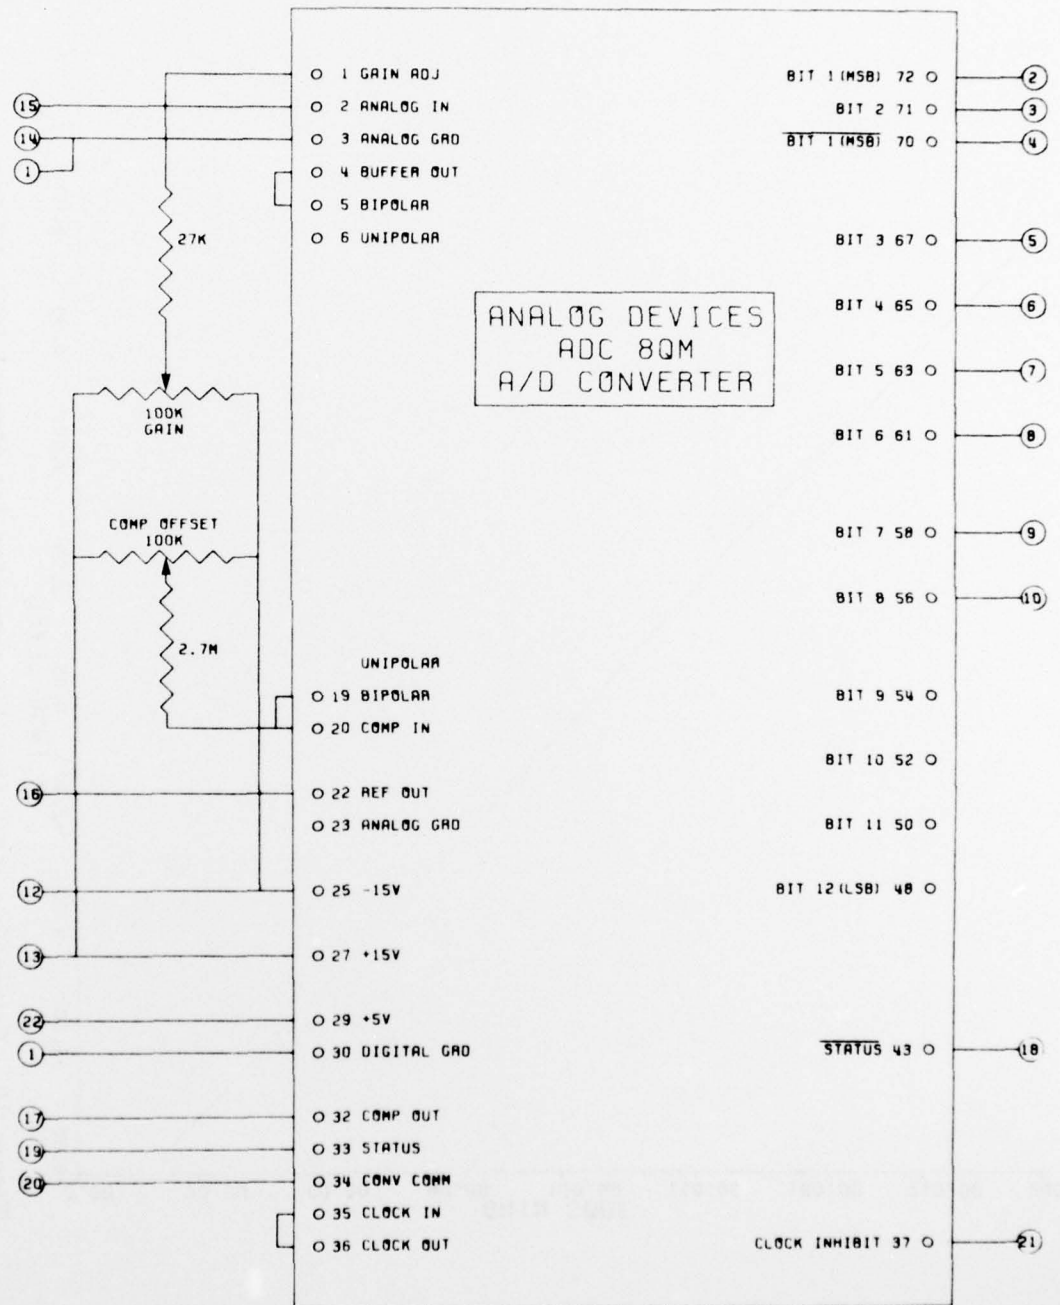 1 GAIN ADJ
15
2 ANALOG IN
14
3 ANALOG GRD
1
4 BUFFER OUT
5 BIPOLAR
6 UNIPOLAR
27K
100K
GAIN
COMP OFFSET
100K
2.7M
UNIPOLAR
19 BIPOLAR
20 COMP IN
16
22 REF OUT
23 ANALOG GRD
12
25 -15V
13
27 +15V
22
29 +5V
1
30 DIGITAL GRD
17
32 COMP OUT
19
33 STATUS
20
34 CONV COMM
35 CLOCK IN
36 CLOCK OUT
ANALOG DEVICES
ADC 8QM
A/D CONVERTER
BIT 1 (MSB) 72
2
BIT 2 71
3
BIT 1 (MSB) 70
4
BIT 3 67
5
BIT 4 65
6
BIT 5 63
7
BIT 6 61
8
BIT 7 58
9
BIT 8 56
10
BIT 9 54
BIT 10 52
BIT 11 50
BIT 12 (LSB) 48
STATUS 43
18
CLOCK INHIBIT 37
21